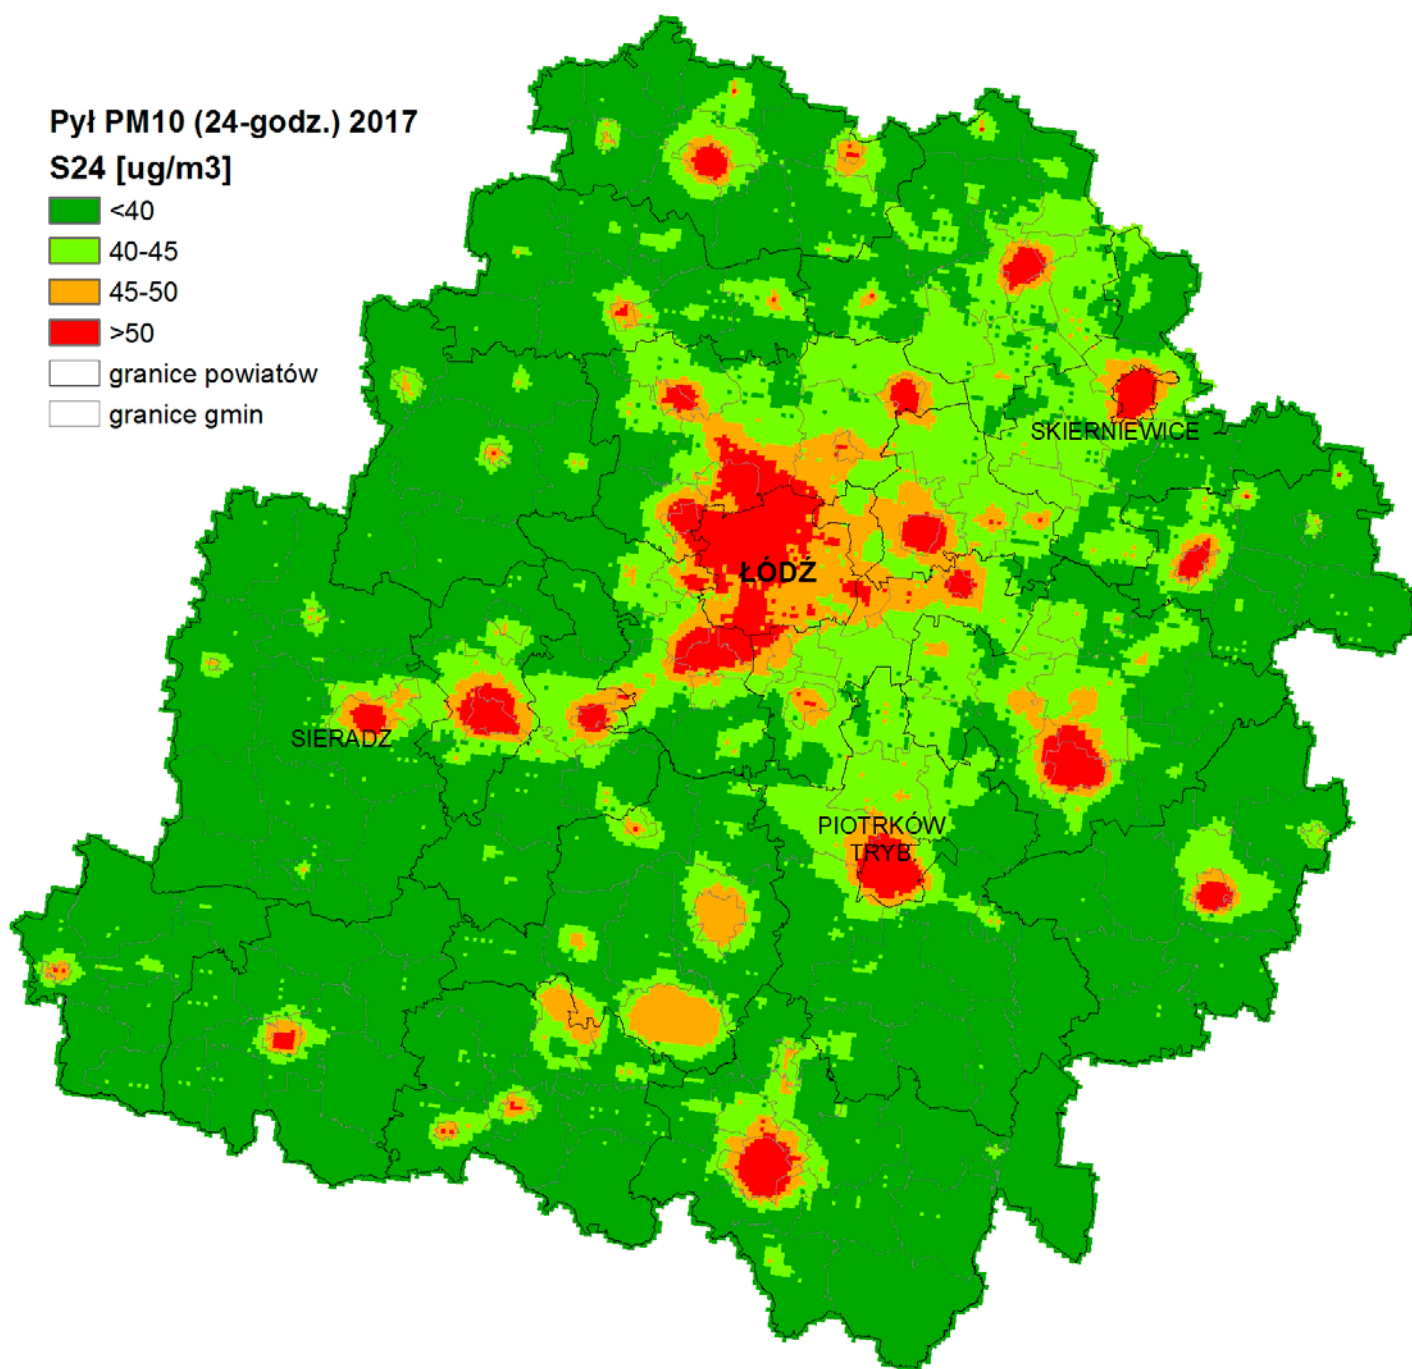 Pył PM10 (24-godz.) 2017
S24 [ug/m3]
<40
40-45
45-50
>50
granice powiatów
granice gmin
SKIERNIEWICE
ŁÓDŹ
SIERADZ
PIOTRKÓW
TRYB.